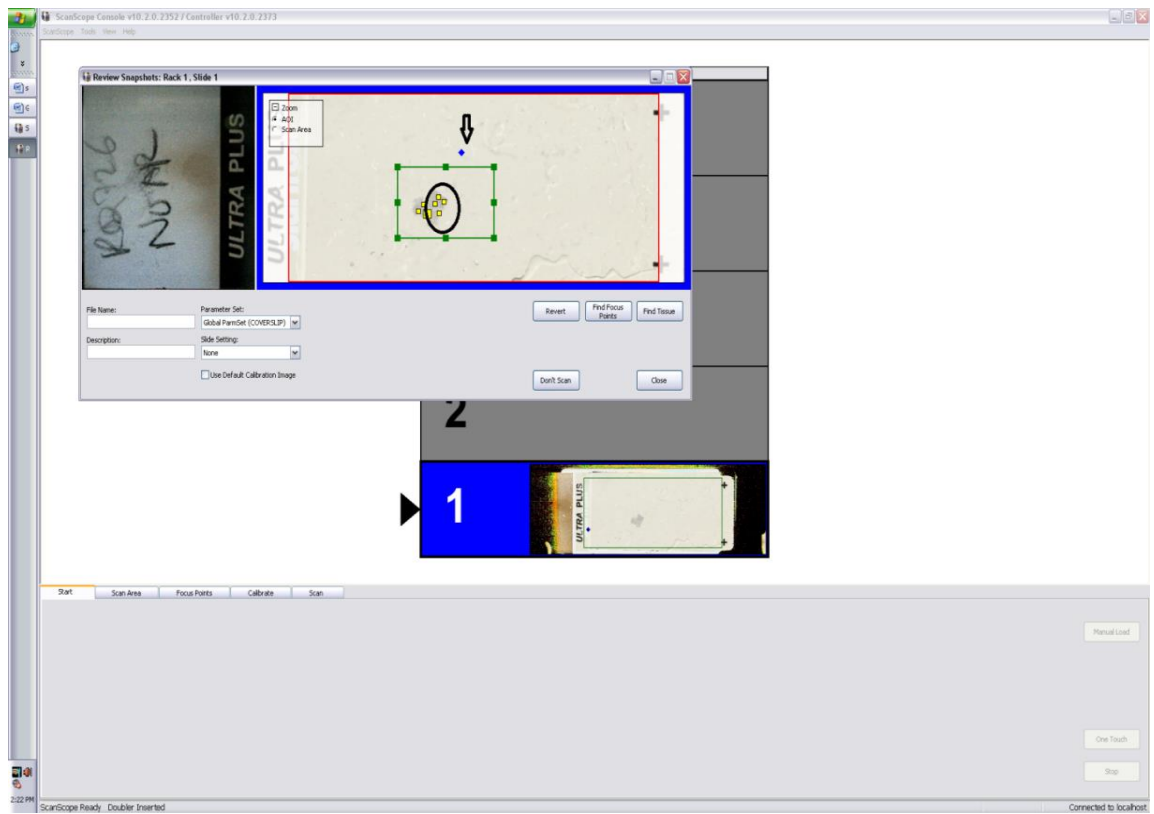 ScanScope Console v10.2.0.2352 / Controller v10.2.0.2373
ScanScope Tools View Help
Review Snapshots: Rack 1, Slide 1
NOTAR
ULTRA PLUS
ULTRA PLUS
Zoom
AOI
Scan Area
File Name:
Parameter Set:
Global ParmSet (COVERSLIP)
Description:
Slide Setting:
None
Use Default Calibration Image
Revert
Find Focus Points
Find Tissue
Don't Scan
Close
2
1
ULTRA PLUS
Start
Scan Area
Focus Points
Calibrate
Scan
Manual Load
One Touch
Stop
2:22 PM
ScanScope Ready Doubler Inserted
Connected to localhost